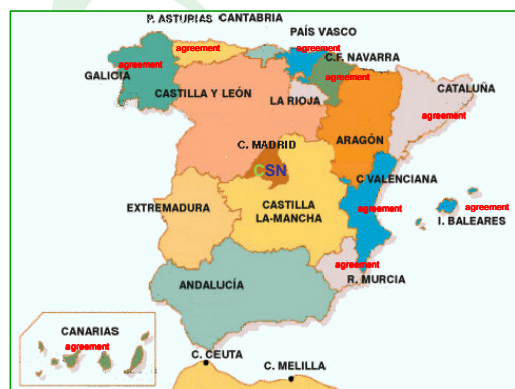 P. ASTURIAS CANTABRIA
PAÍS VASCO
agreement
agreement
C.F. NAVARRA
agreement
GALICIA
agreement
CASTILLA Y LEÓN
LA RIOJA
CATALUÑA
agreement
ARAGÓN
C. MADRID
CSN
C VALENCIANA
agreement
EXTREMADURA
CASTILLA
LA-MANCHA
agreement
I. BALEARES
agreement
R. MURCIA
ANDALUCÍA
CANARIAS
agreement
C. CEUTA
C. MELILLA